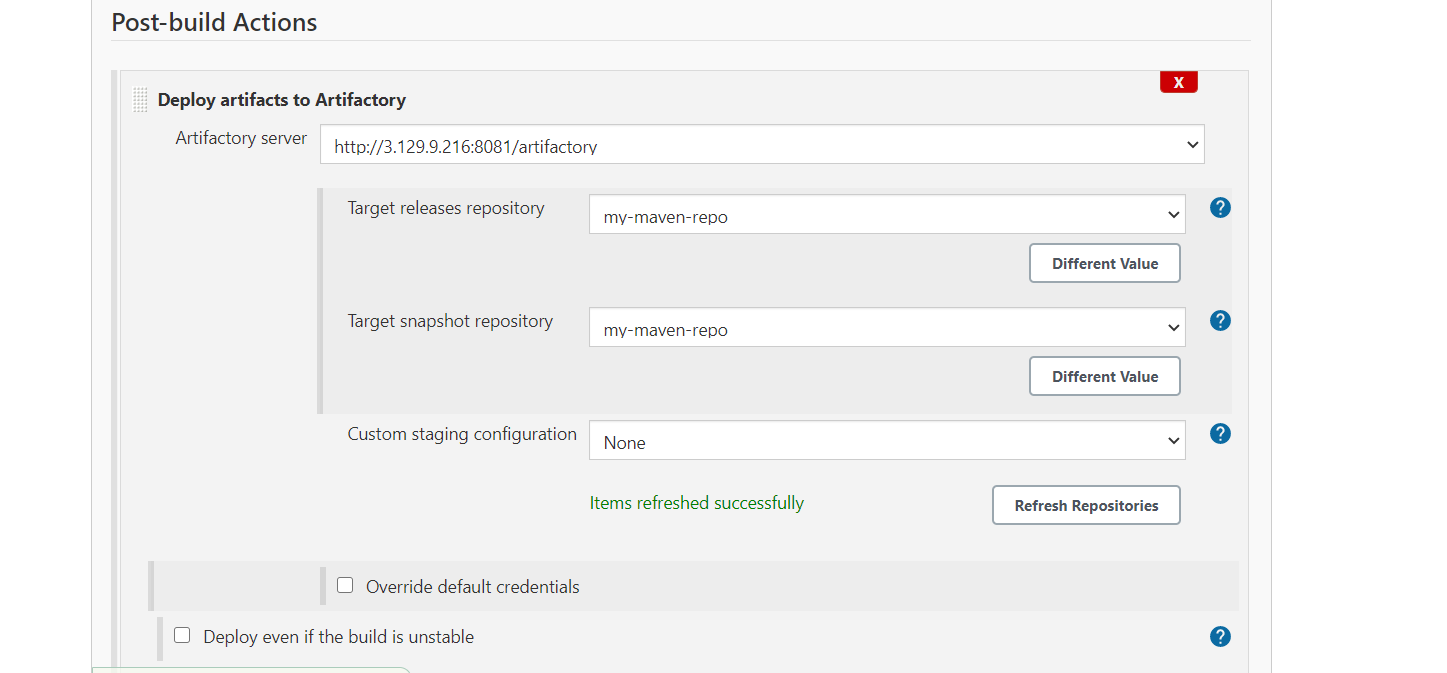 Post-build Actions
X
Deploy artifacts to Artifactory
Artifactory server
http://3.129.9.216:8081/artifactory
Target releases repository
my-maven-repo
?
Different Value
Target snapshot repository
my-maven-repo
?
Different Value
Custom staging configuration
None
?
Items refreshed successfully
Refresh Repositories
Override default credentials
Deploy even if the build is unstable
?